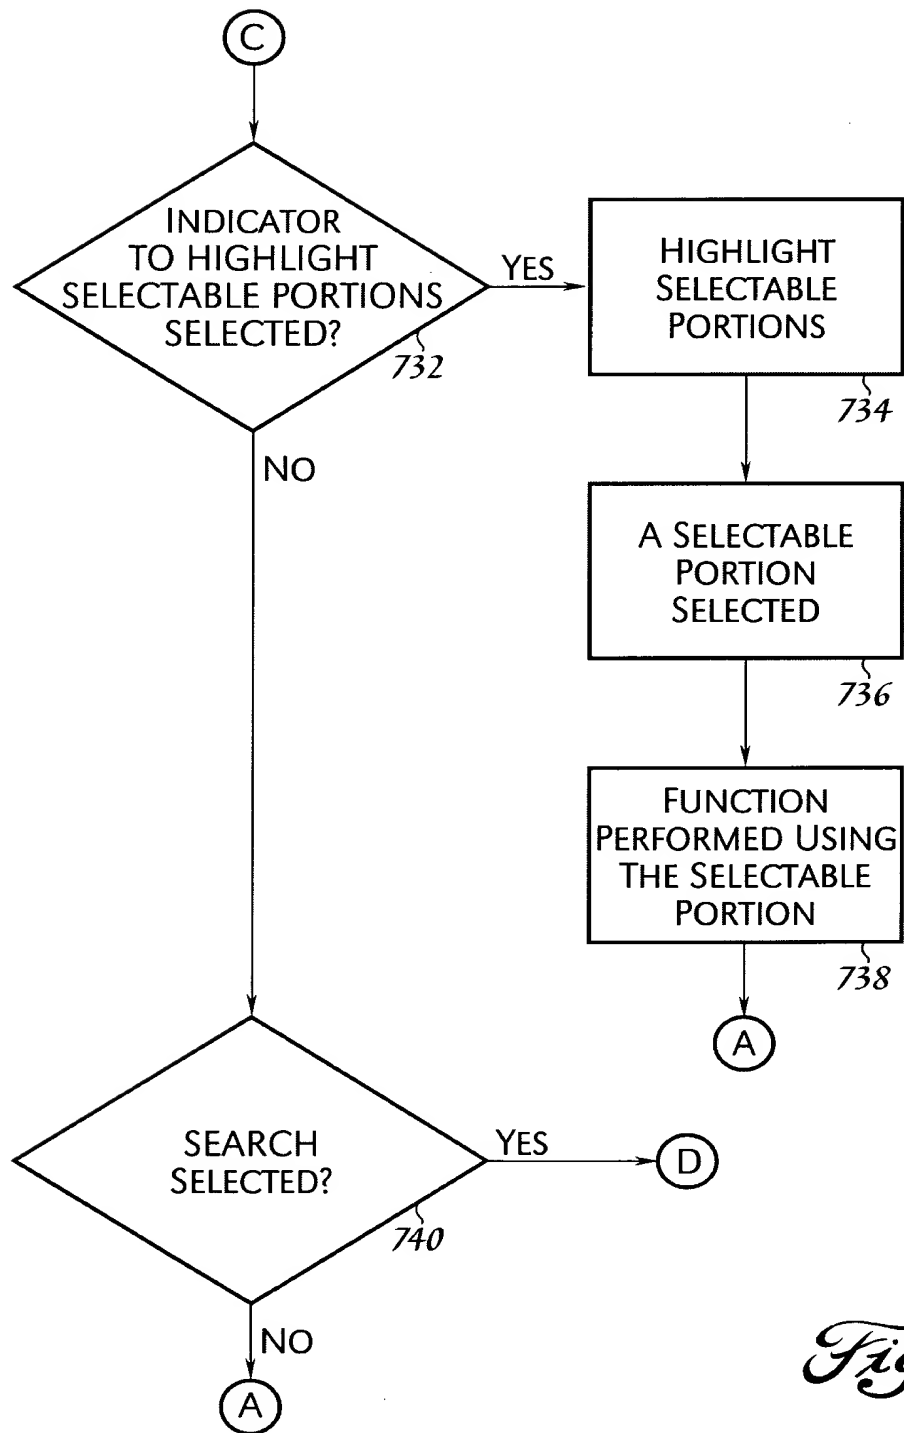 C
INDICATOR
TO HIGHLIGHT
SELECTABLE PORTIONS
SELECTED?
732
YES
HIGHLIGHT
SELECTABLE
PORTIONS
734
NO
A SELECTABLE
PORTION
SELECTED
736
FUNCTION
PERFORMED USING
THE SELECTABLE
PORTION
738
A
SEARCH
SELECTED?
740
YES
D
NO
A
Fig